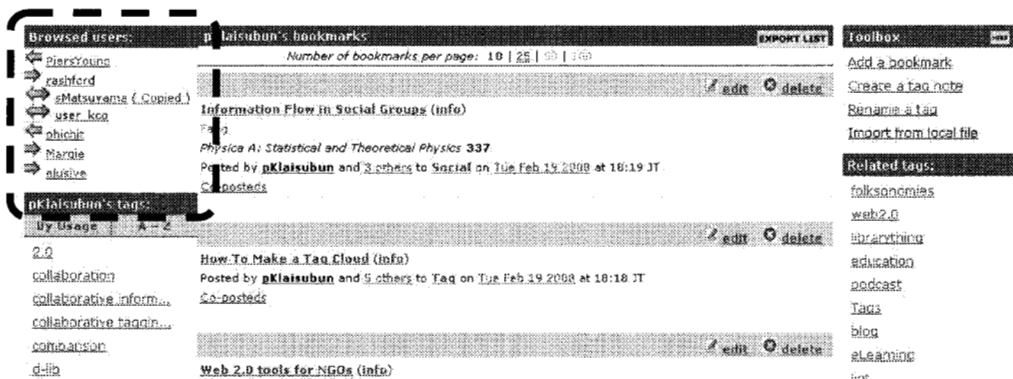 Browsed users:
PiersYoung
rashford
sMatsuyama ( Copied )
user_kco
phichit
Margie
elusive
pKlaisubun's tags:
By Usage | A - Z
2.0
collaboration
collaborative inform...
collaborative taggin...
comparison
d-lib
pKlaisubun's bookmarks
EXPORT LIST
Number of bookmarks per page: 10 | 25 | 50 | 100
edit delete
Information Flow in Social Groups (info)
Physica A: Statistical and Theoretical Physics 337
Posted by pKlaisubun and 3 others to Social on Tue Feb 19 2008 at 18:19 JT
Co-posteds
edit delete
How To Make a Tag Cloud (info)
Posted by pKlaisubun and 5 others to Tag on Tue Feb 19 2008 at 18:18 JT
Co-posteds
edit delete
Web 2.0 tools for NGOs (info)
Toolbox
Add a bookmark
Create a tag note
Rename a tag
Import from local file
Related tags:
folksonomies
web2.0
librarything
education
podcast
Tags
blog
eLearning